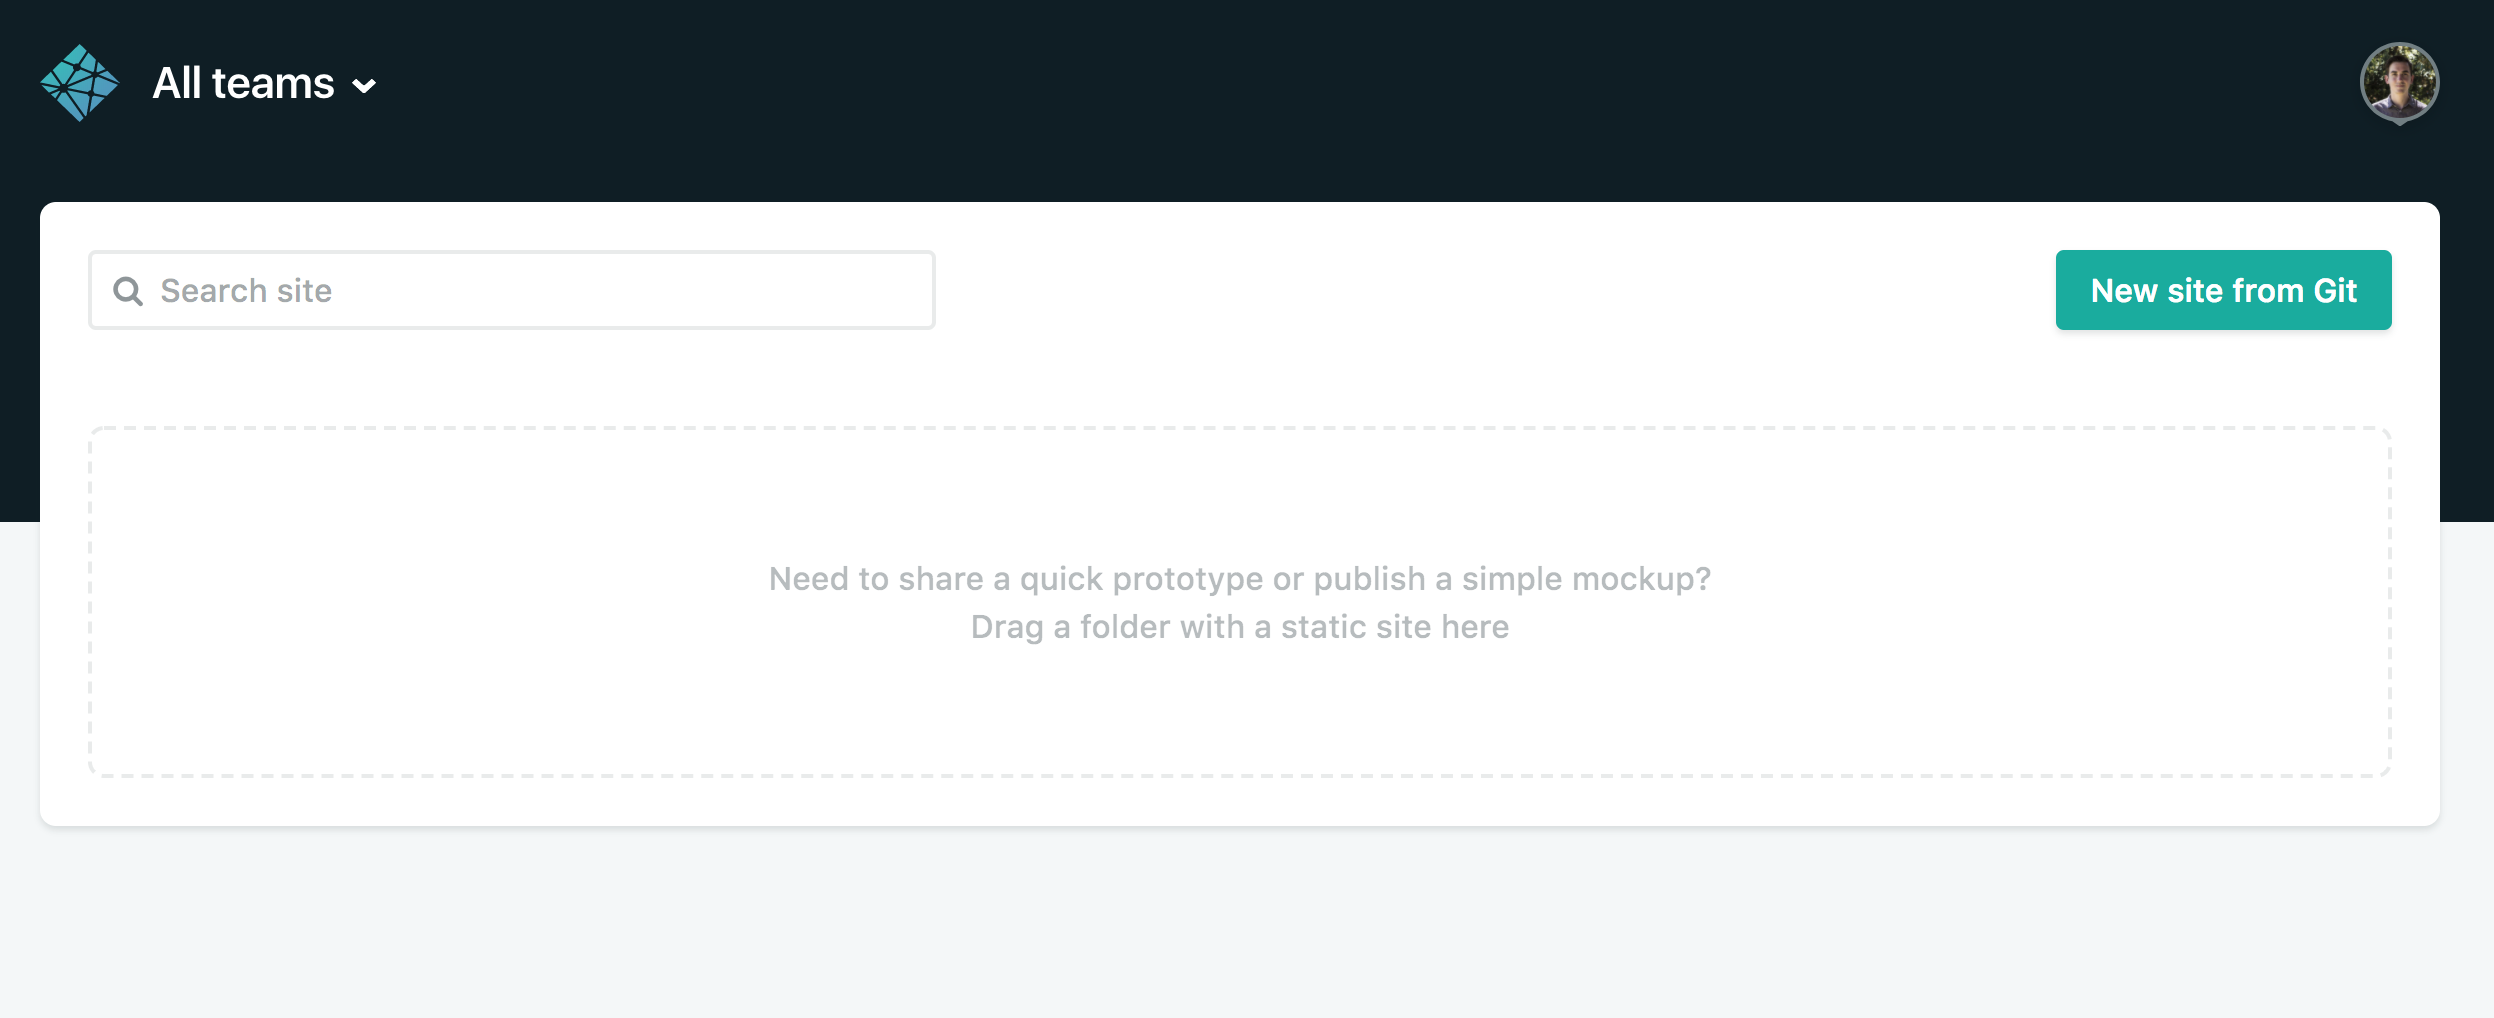 All teams
Search site
New site from Git
Need to share a quick prototype or publish a simple mockup?
Drag a folder with a static site here